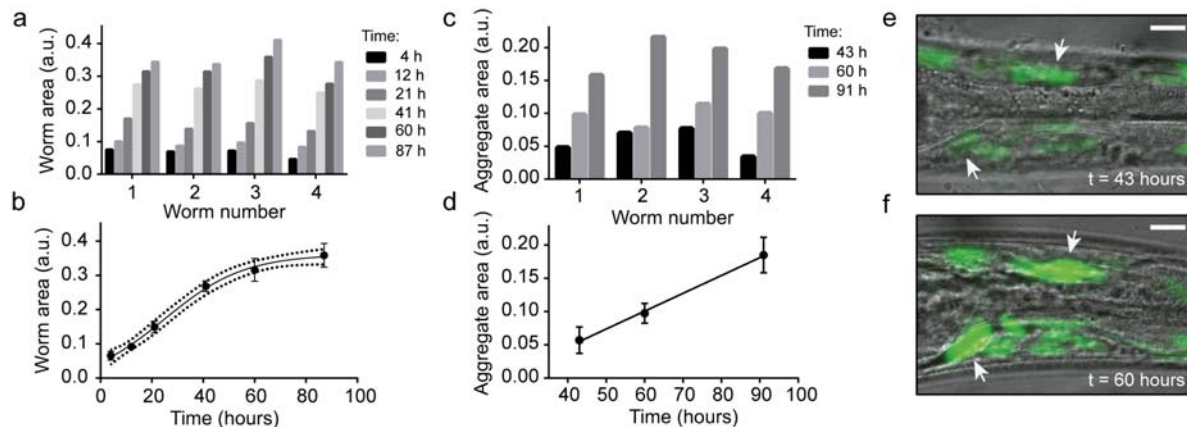 a
Worm area (a.u.)
0.4
0.3
0.2
0.1
0.0
1 2 3 4
Worm number
Time:
4 h
12 h
21 h
41 h
60 h
87 h
b
Worm area (a.u.)
0.4
0.3
0.2
0.1
0.0
0 20 40 60 80 100
Time (hours)
c
Aggregate area (a.u.)
0.20
0.15
0.10
0.05
0.00
1 2 3 4
Worm number
Time:
43 h
60 h
91 h
d
Aggregate area (a.u.)
0.20
0.15
0.10
0.05
0.00
40 50 60 70 80 90 100
Time (hours)
e
t = 43 hours
f
t = 60 hours